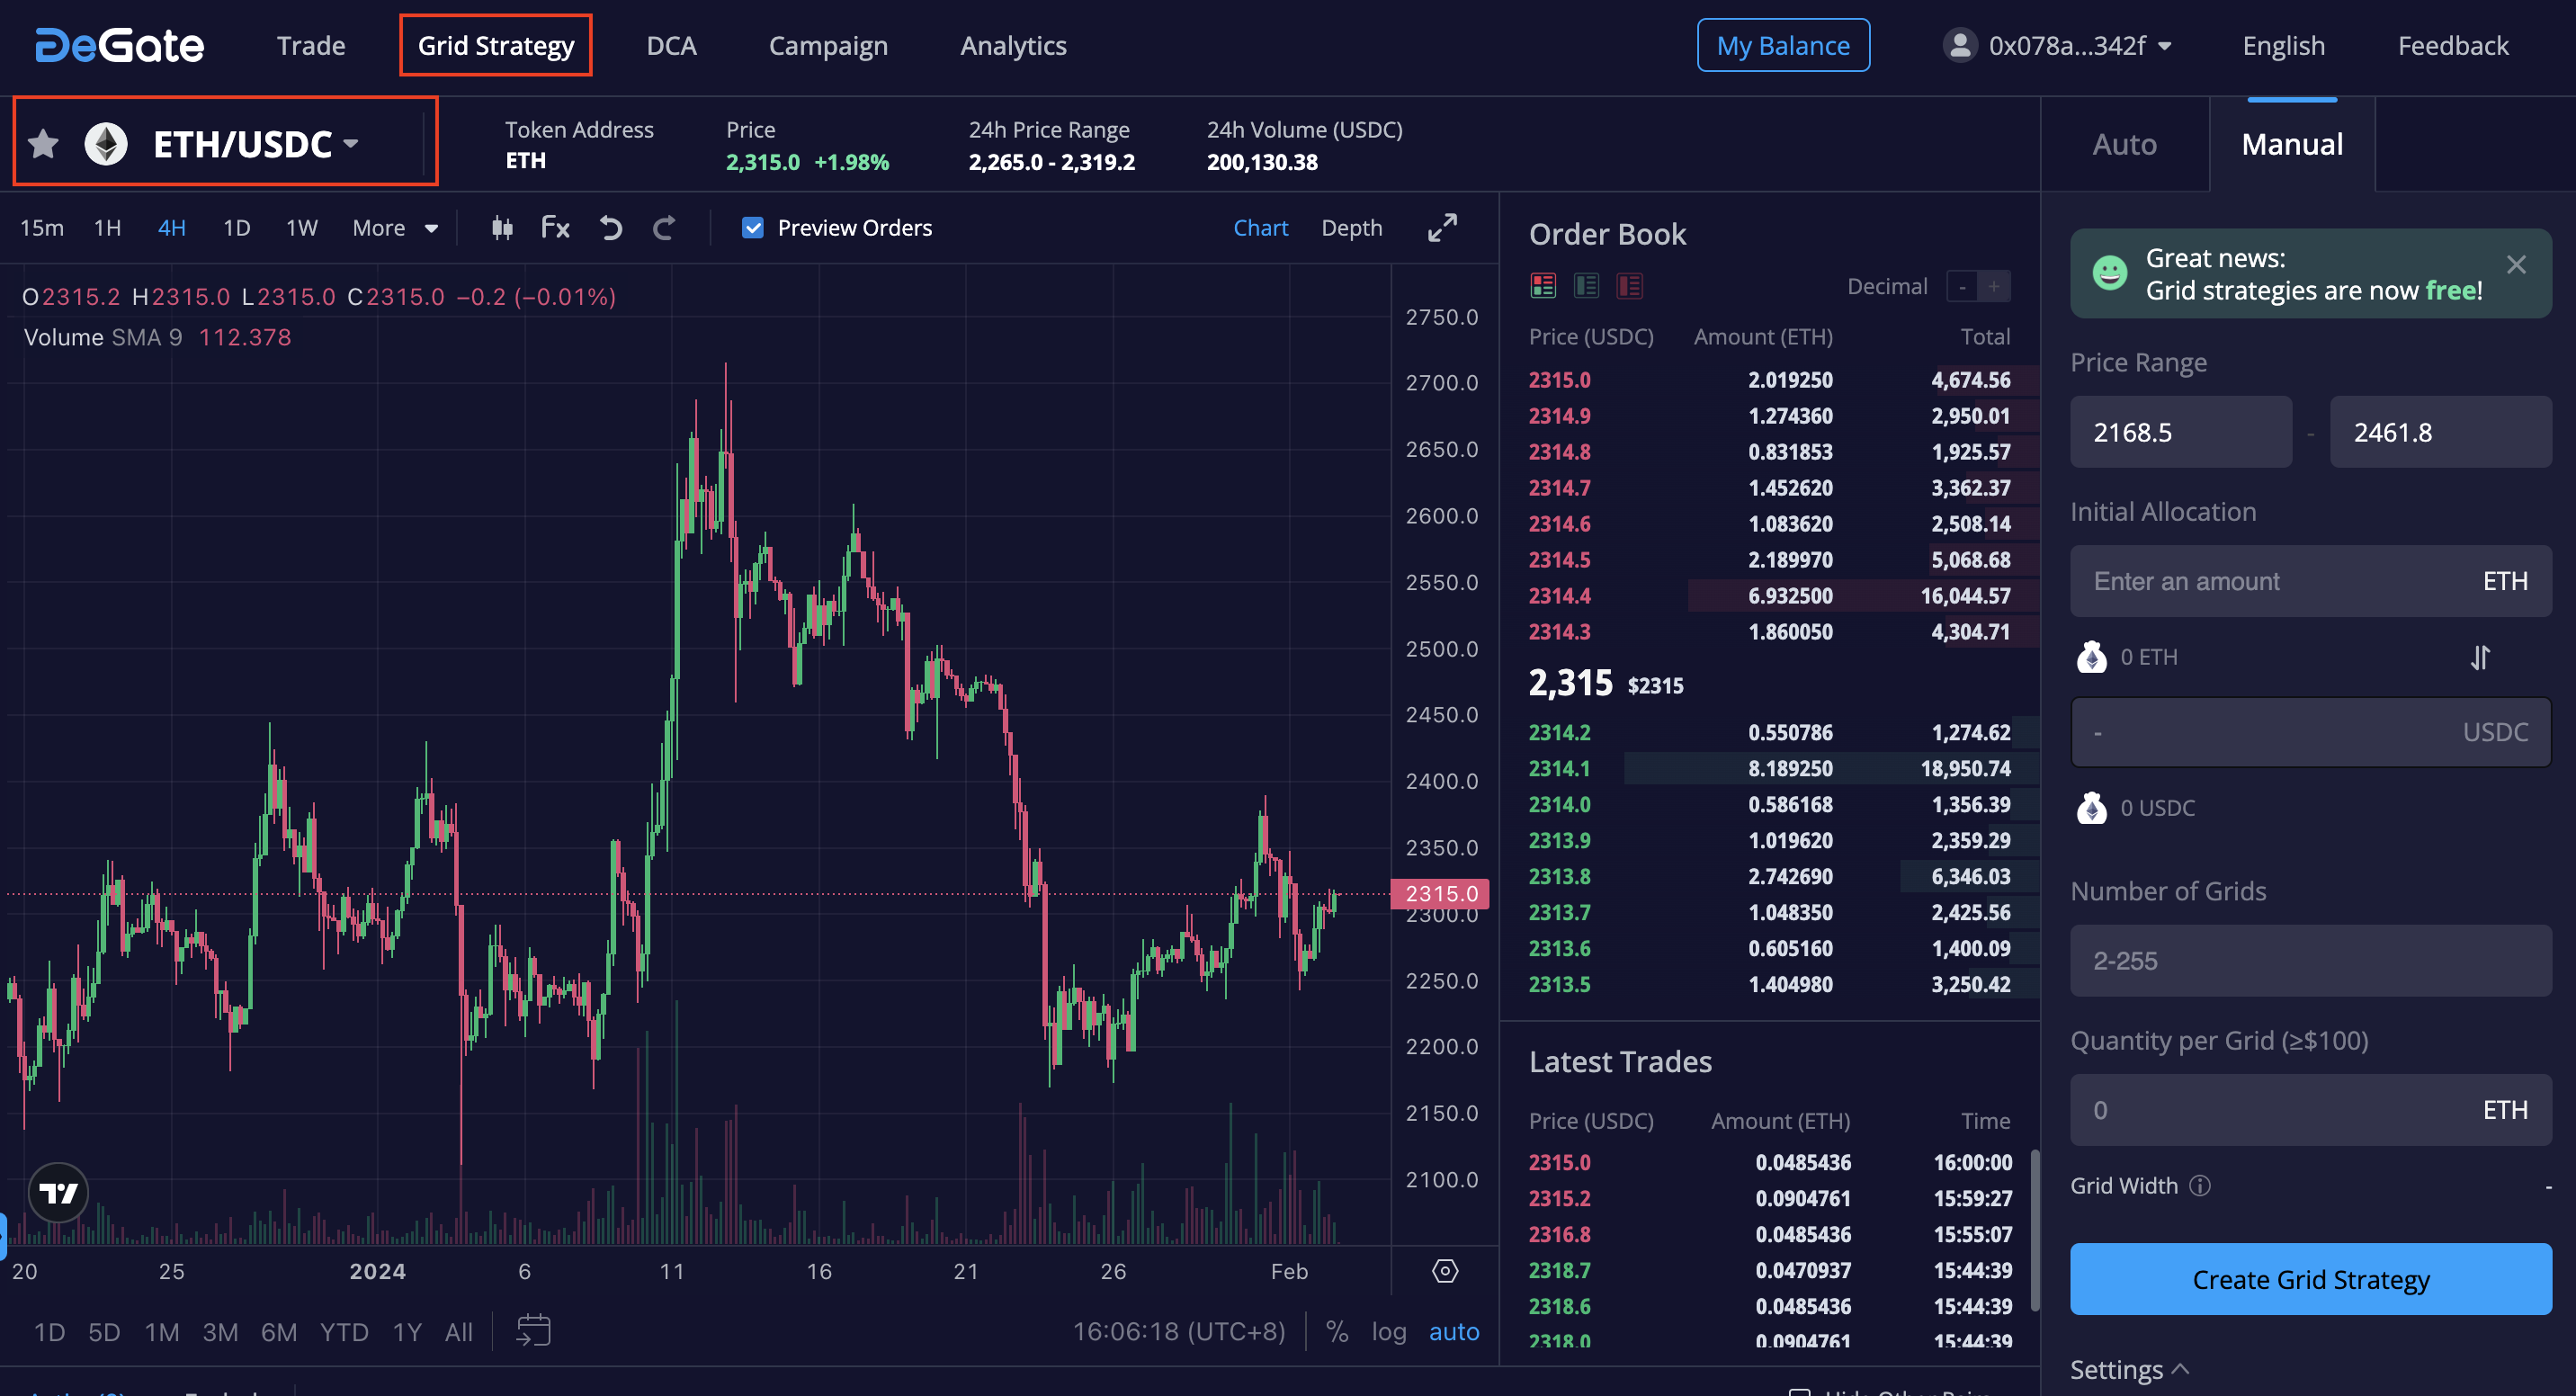 DeGate Trade Grid Strategy DCA Campaign Analytics My Balance 0x078a...342f English Feedback
ETH/USDC
Token Address Price 24h Price Range 24h Volume (USDC)
ETH 2,315.0 +1.98% 2,265.0 - 2,319.2 200,130.38
Auto Manual
15m 1H 4H 1D 1W More Fx Preview Orders Chart Depth
O2315.2 H2315.0 L2315.0 C2315.0 −0.2 (−0.01%)
Volume SMA 9 112.378
2750.0
2700.0
2650.0
2600.0
2550.0
2500.0
2450.0
2400.0
2350.0
2315.0
2300.0
2250.0
2200.0
2150.0
2100.0
20 25 2024 6 11 16 21 26 Feb
1D 5D 1M 3M 6M YTD 1Y All 16:06:18 (UTC+8) % log auto
Order Book
Decimal - +
Price (USDC) Amount (ETH) Total
2315.0 2.019250 4,674.56
2314.9 1.274360 2,950.01
2314.8 0.831853 1,925.57
2314.7 1.452620 3,362.37
2314.6 1.083620 2,508.14
2314.5 2.189970 5,068.68
2314.4 6.932500 16,044.57
2314.3 1.860050 4,304.71
2,315 $2315
2314.2 0.550786 1,274.62
2314.1 8.189250 18,950.74
2314.0 0.586168 1,356.39
2313.9 1.019620 2,359.29
2313.8 2.742690 6,346.03
2313.7 1.048350 2,425.56
2313.6 0.605160 1,400.09
2313.5 1.404980 3,250.42
Latest Trades
Price (USDC) Amount (ETH) Time
2315.0 0.0485436 16:00:00
2315.2 0.0904761 15:59:27
2316.8 0.0485436 15:55:07
2318.7 0.0470937 15:44:39
2318.6 0.0485436 15:44:39
2318.0 0.0904761 15:44:39
Great news:
Grid strategies are now free!
Price Range
2168.5 - 2461.8
Initial Allocation
Enter an amount ETH
0 ETH
- USDC
0 USDC
Number of Grids
2-255
Quantity per Grid (≥$100)
0 ETH
Grid Width -
Create Grid Strategy
Settings